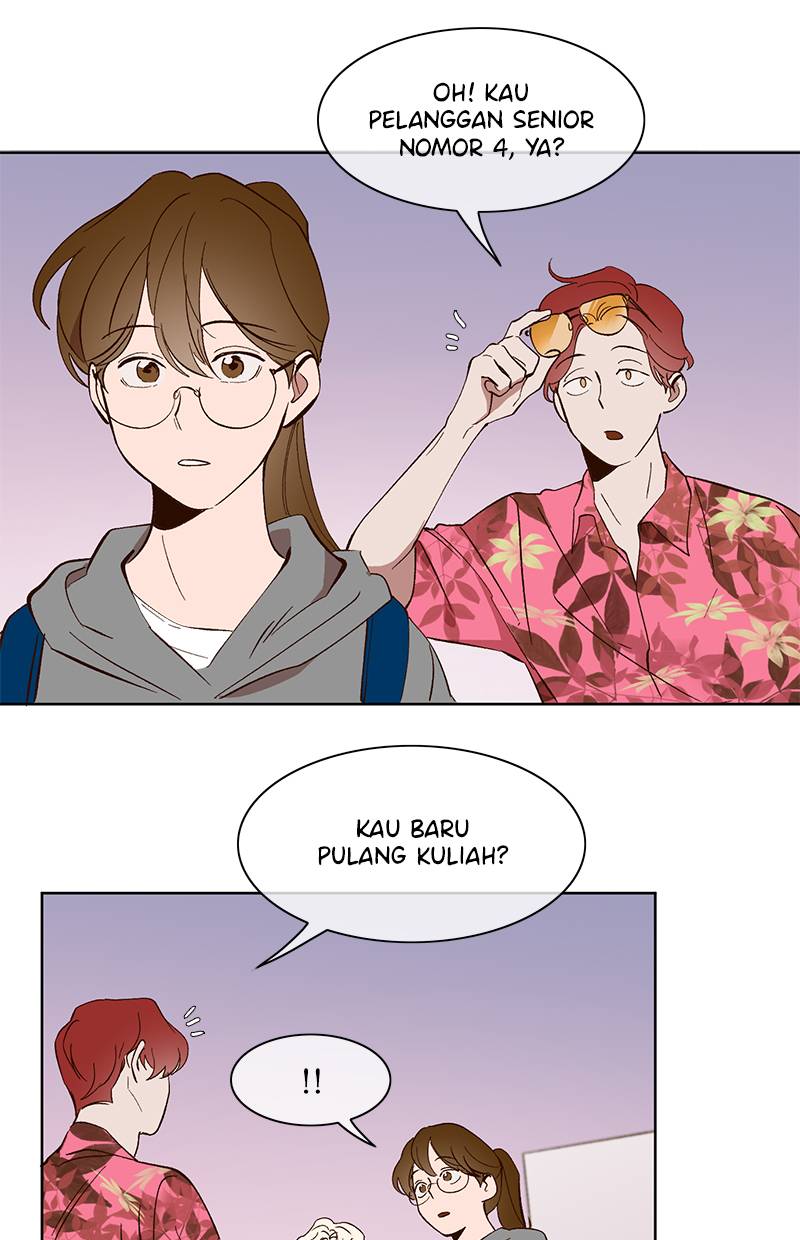 OH! KAU
PELANGGAN SENIOR
NOMOR 4, YA?
KAU BARU
PULANG KULIAH?
!!